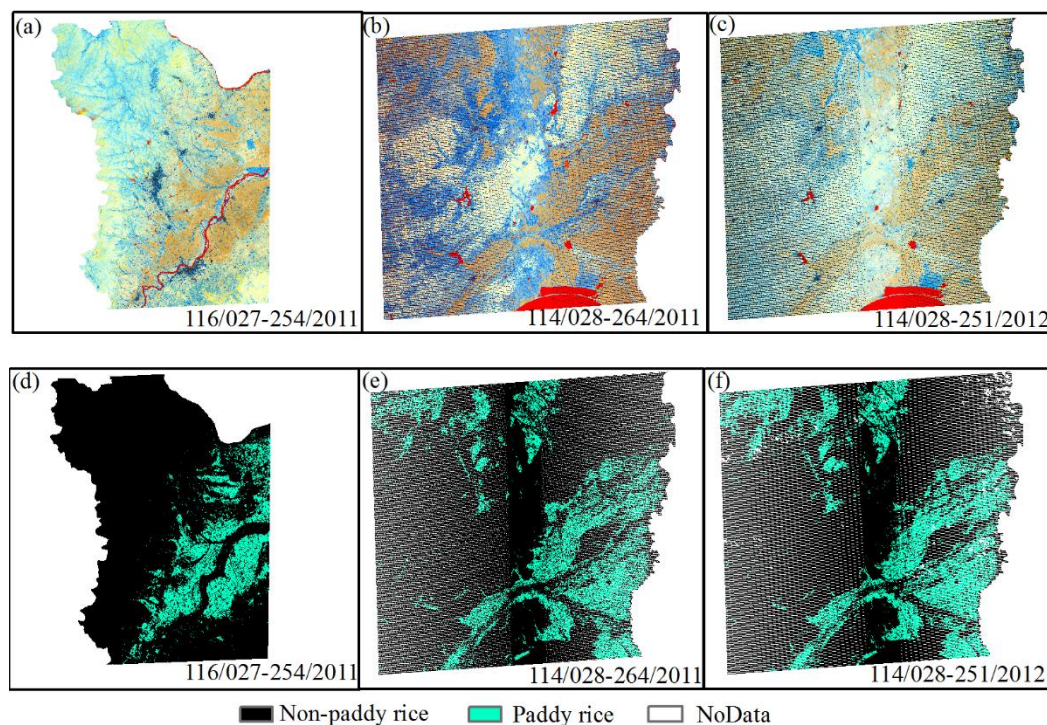 (a)
116/027-254/2011
(b)
114/028-264/2011
(c)
114/028-251/2012
(d)
116/027-254/2011
(e)
114/028-264/2011
(f)
114/028-251/2012
Non-paddy rice Paddy rice NoData